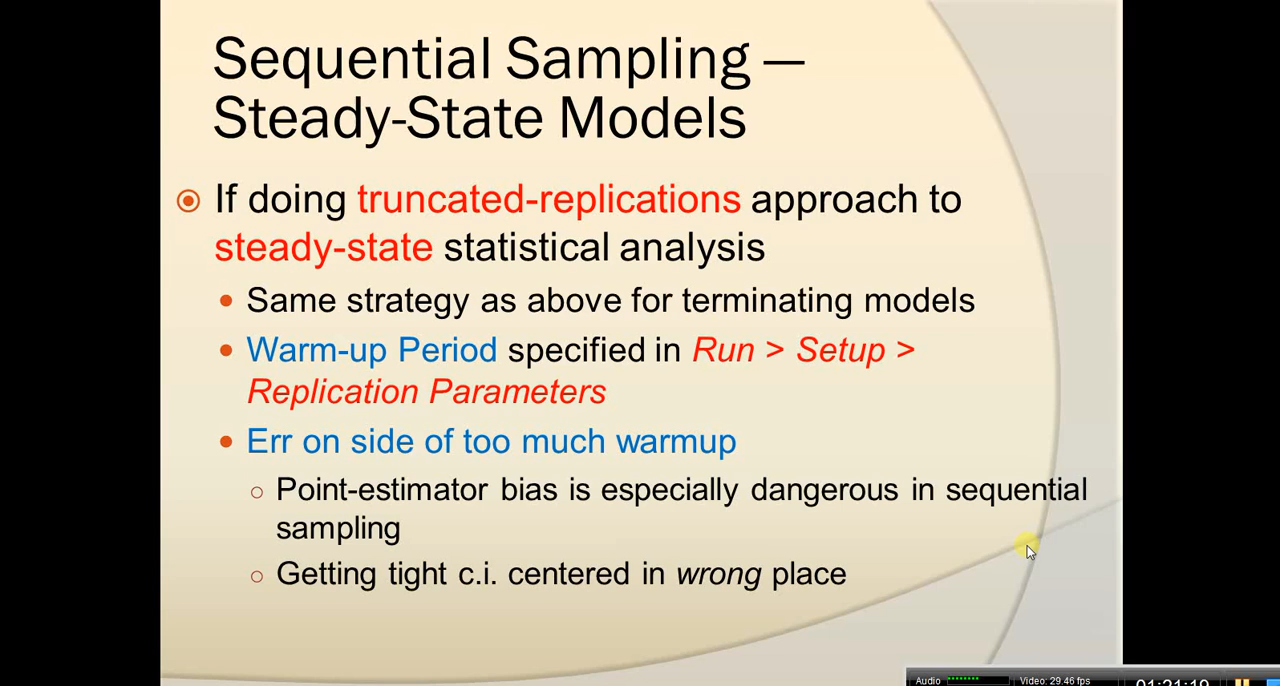 Sequential Sampling —
Steady-State Models
If doing truncated-replications approach to
steady-state statistical analysis
Same strategy as above for terminating models
Warm-up Period specified in Run > Setup >
Replication Parameters
Err on side of too much warmup
Point-estimator bias is especially dangerous in sequential
sampling
Getting tight c.i. centered in wrong place
Audio
Video: 29.46 fps
01:21:19